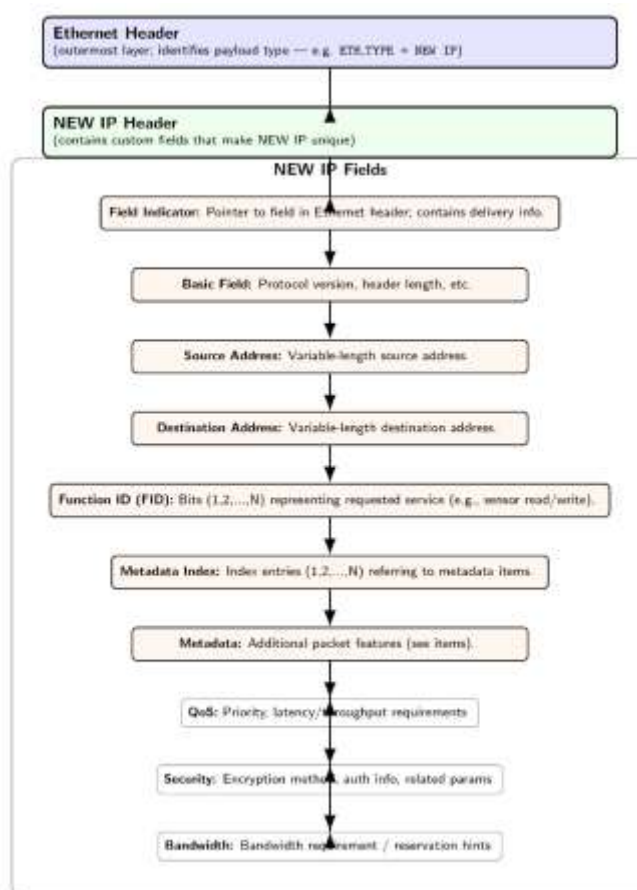 Ethernet Header
(outermost layer; identifies payload type — e.g. ETH.TYPE = NEW IP)
NEW IP Header
(contains custom fields that make NEW IP unique)
NEW IP Fields
Field Indicator: Pointer to field in Ethernet header; contains delivery info.
Basic Field: Protocol version, header length, etc.
Source Address: Variable-length source address.
Destination Address: Variable-length destination address.
Function ID (FID): Bits (1,2,...,N) representing requested service (e.g., sensor read/write).
Metadata Index: Index entries (1,2,...,N) referring to metadata items.
Metadata: Additional packet features (see items).
QoS: Priority, latency/throughput requirements
Security: Encryption method, auth info, related params
Bandwidth: Bandwidth requirement / reservation hints